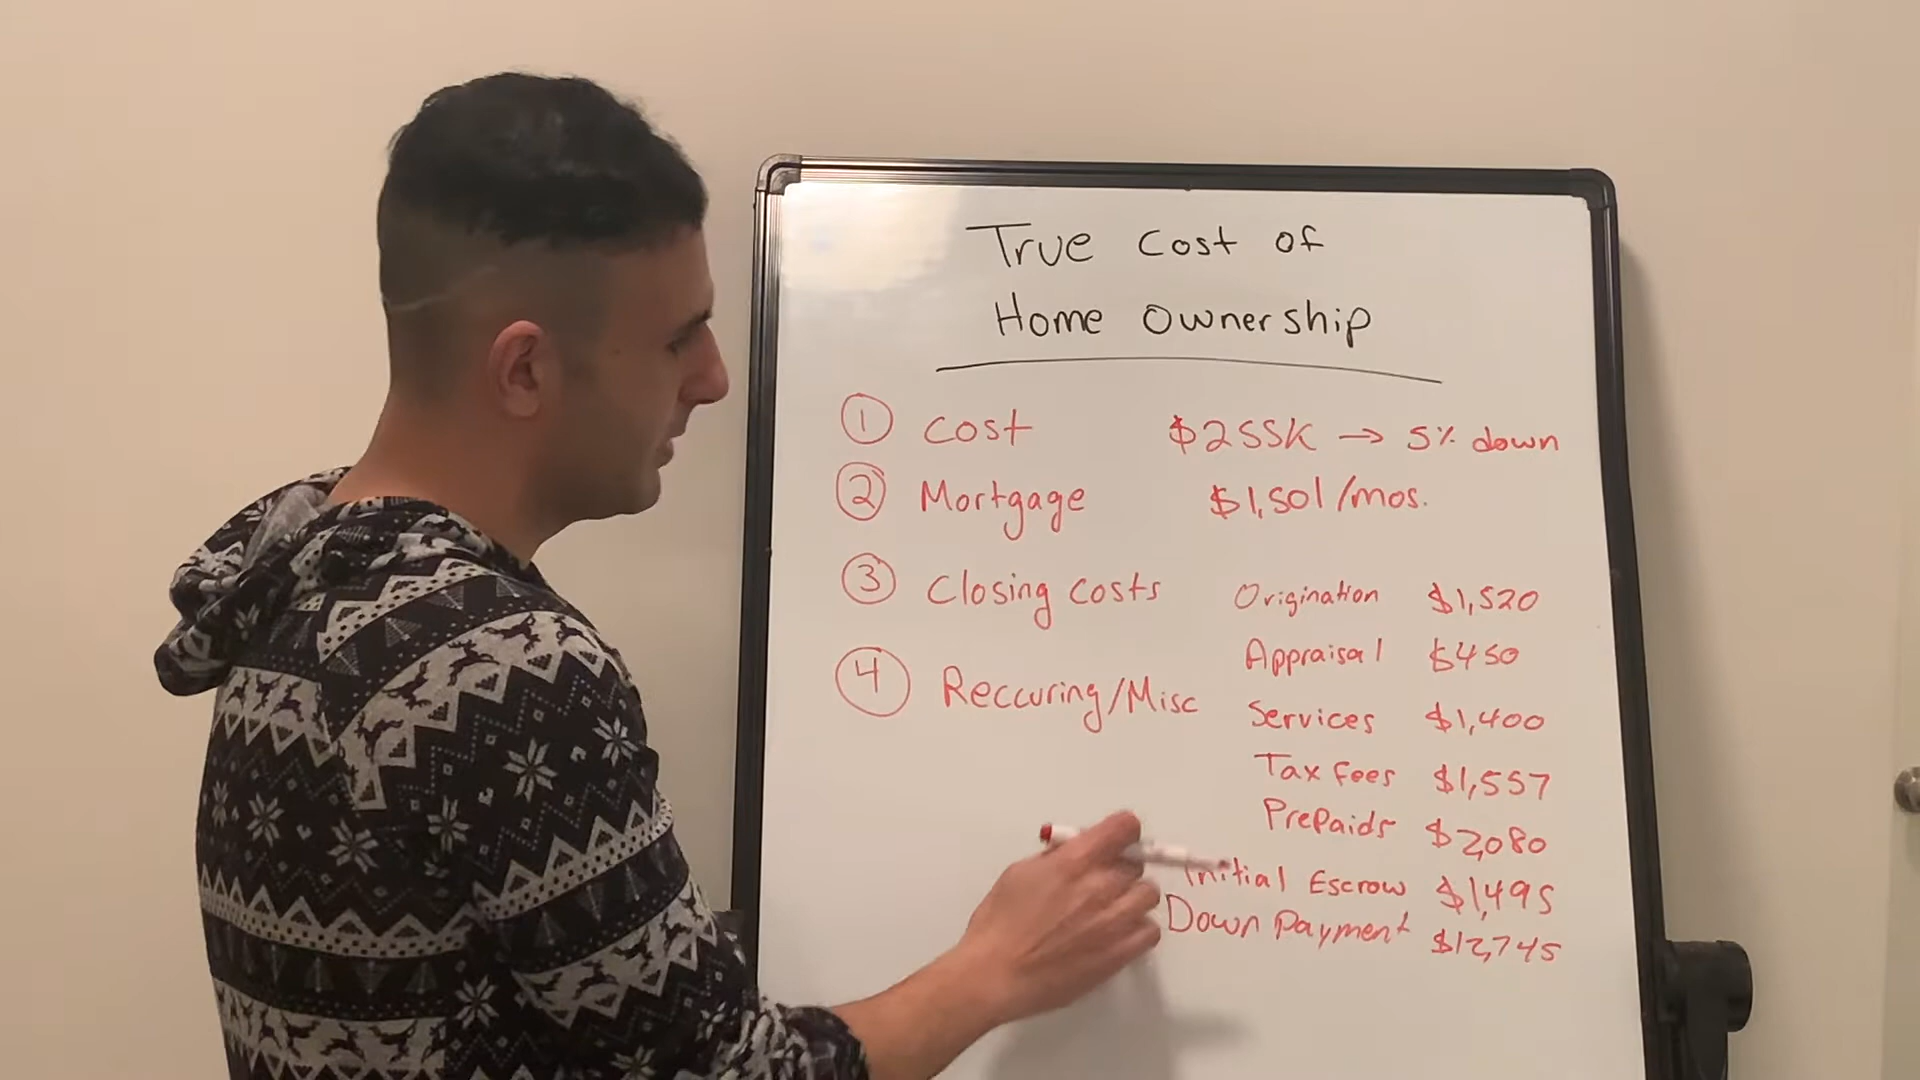 True Cost of
Home Ownership
1 Cost $255K → 5% down
2 Mortgage $1,501/mos.
3 Closing Costs
Origination $1,520
Appraisal $450
4 Reccuring/Misc
Services $1,400
Tax Fees $1,557
PrePaids $2,080
Initial Escrow $1,495
Down Payment $12,745